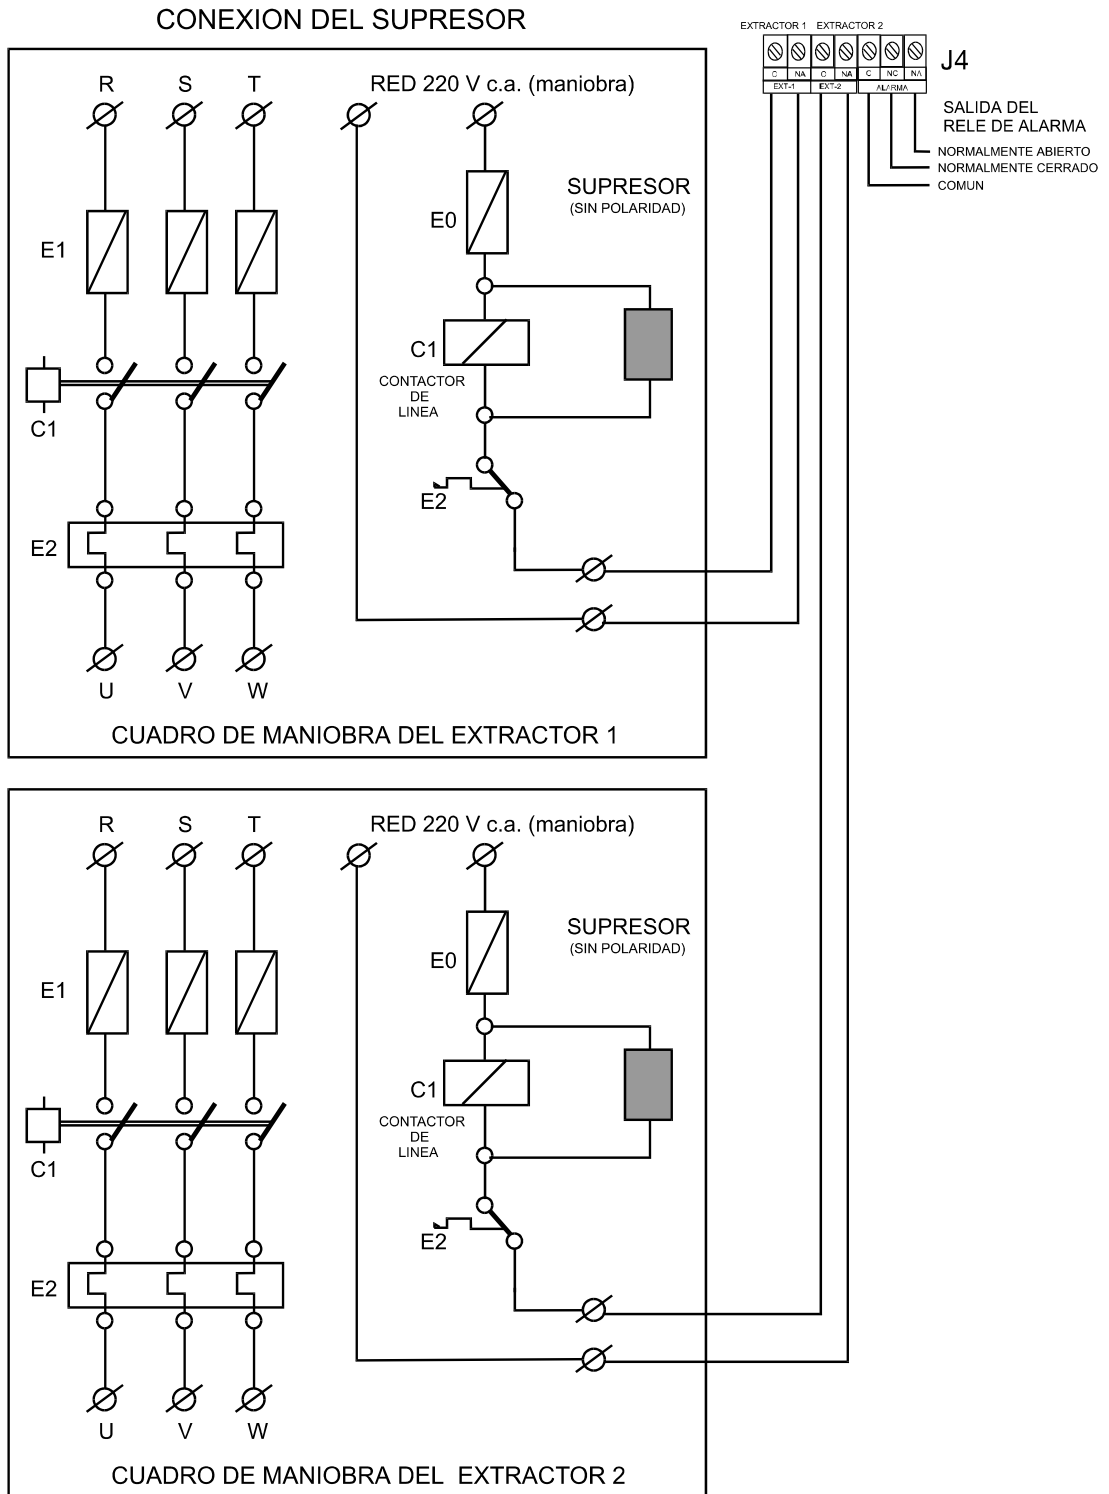 CONEXION DEL SUPRESOR
EXTRACTOR 1 EXTRACTOR 2
C NA C NA C NC NA
EXT-1 EXT-2 ALARMA
J4
SALIDA DEL
RELE DE ALARMA
NORMALMENTE ABIERTO
NORMALMENTE CERRADO
COMUN
R S T
RED 220 V c.a. (maniobra)
SUPRESOR
(SIN POLARIDAD)
E0
E1
C1
CONTACTOR
DE
LINEA
C1
E2
E2
U V W
CUADRO DE MANIOBRA DEL EXTRACTOR 1
R S T
RED 220 V c.a. (maniobra)
SUPRESOR
(SIN POLARIDAD)
E0
E1
C1
CONTACTOR
DE
LINEA
C1
E2
E2
U V W
CUADRO DE MANIOBRA DEL EXTRACTOR 2